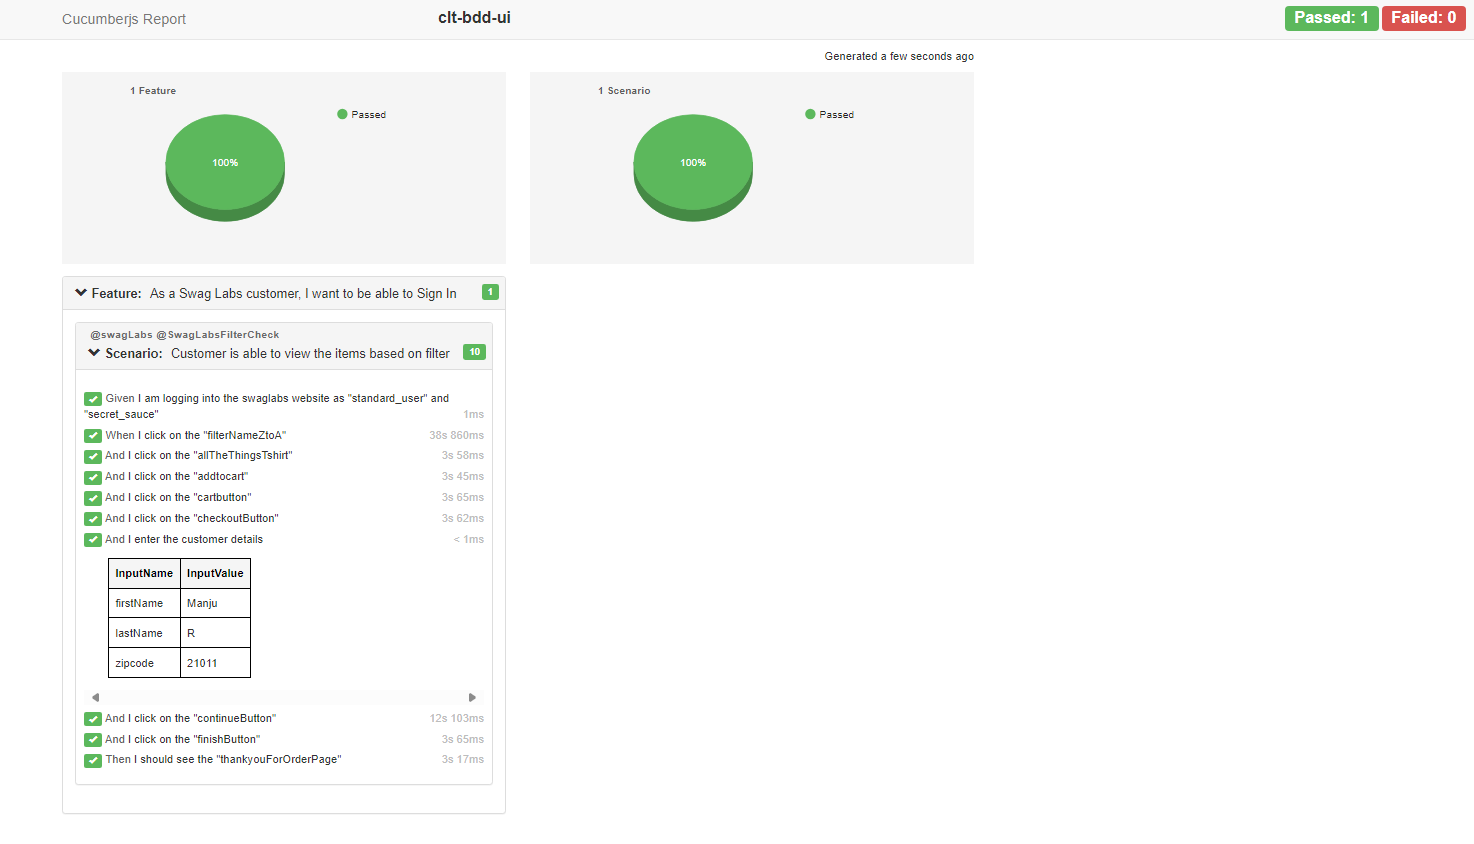 Cucumberjs Report
clt-bdd-ui
Passed: 1 Failed: 0
Generated a few seconds ago
1 Feature
Passed
100%
1 Scenario
Passed
100%
Feature: As a Swag Labs customer, I want to be able to Sign In 1
@swagLabs @SwagLabsFilterCheck
Scenario: Customer is able to view the items based on filter 10
Given I am logging into the swaglabs website as "standard_user" and
"secret_sauce" 1ms
When I click on the "filterNameZtoA" 38s 860ms
And I click on the "allTheThingsTshirt" 3s 58ms
And I click on the "addtocart" 3s 45ms
And I click on the "cartbutton" 3s 65ms
And I click on the "checkoutButton" 3s 62ms
And I enter the customer details < 1ms
InputName InputValue
firstName Manju
lastName R
zipcode 21011
And I click on the "continueButton" 12s 103ms
And I click on the "finishButton" 3s 65ms
Then I should see the "thankyouForOrderPage" 3s 17ms